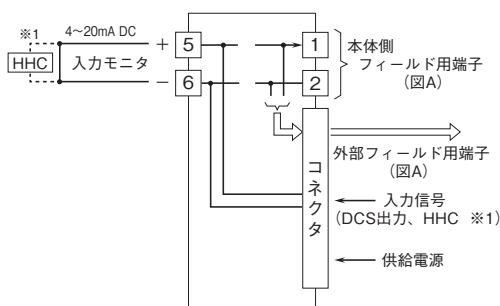 ※1
HHC
4〜20mA DC
入力モニタ
+
−
5
6
1
2
本体側
フィールド用端子
(図A)
コネクタ
外部フィールド用端子
(図A)
入力信号
(DCS出力、HHC ※1)
供給電源